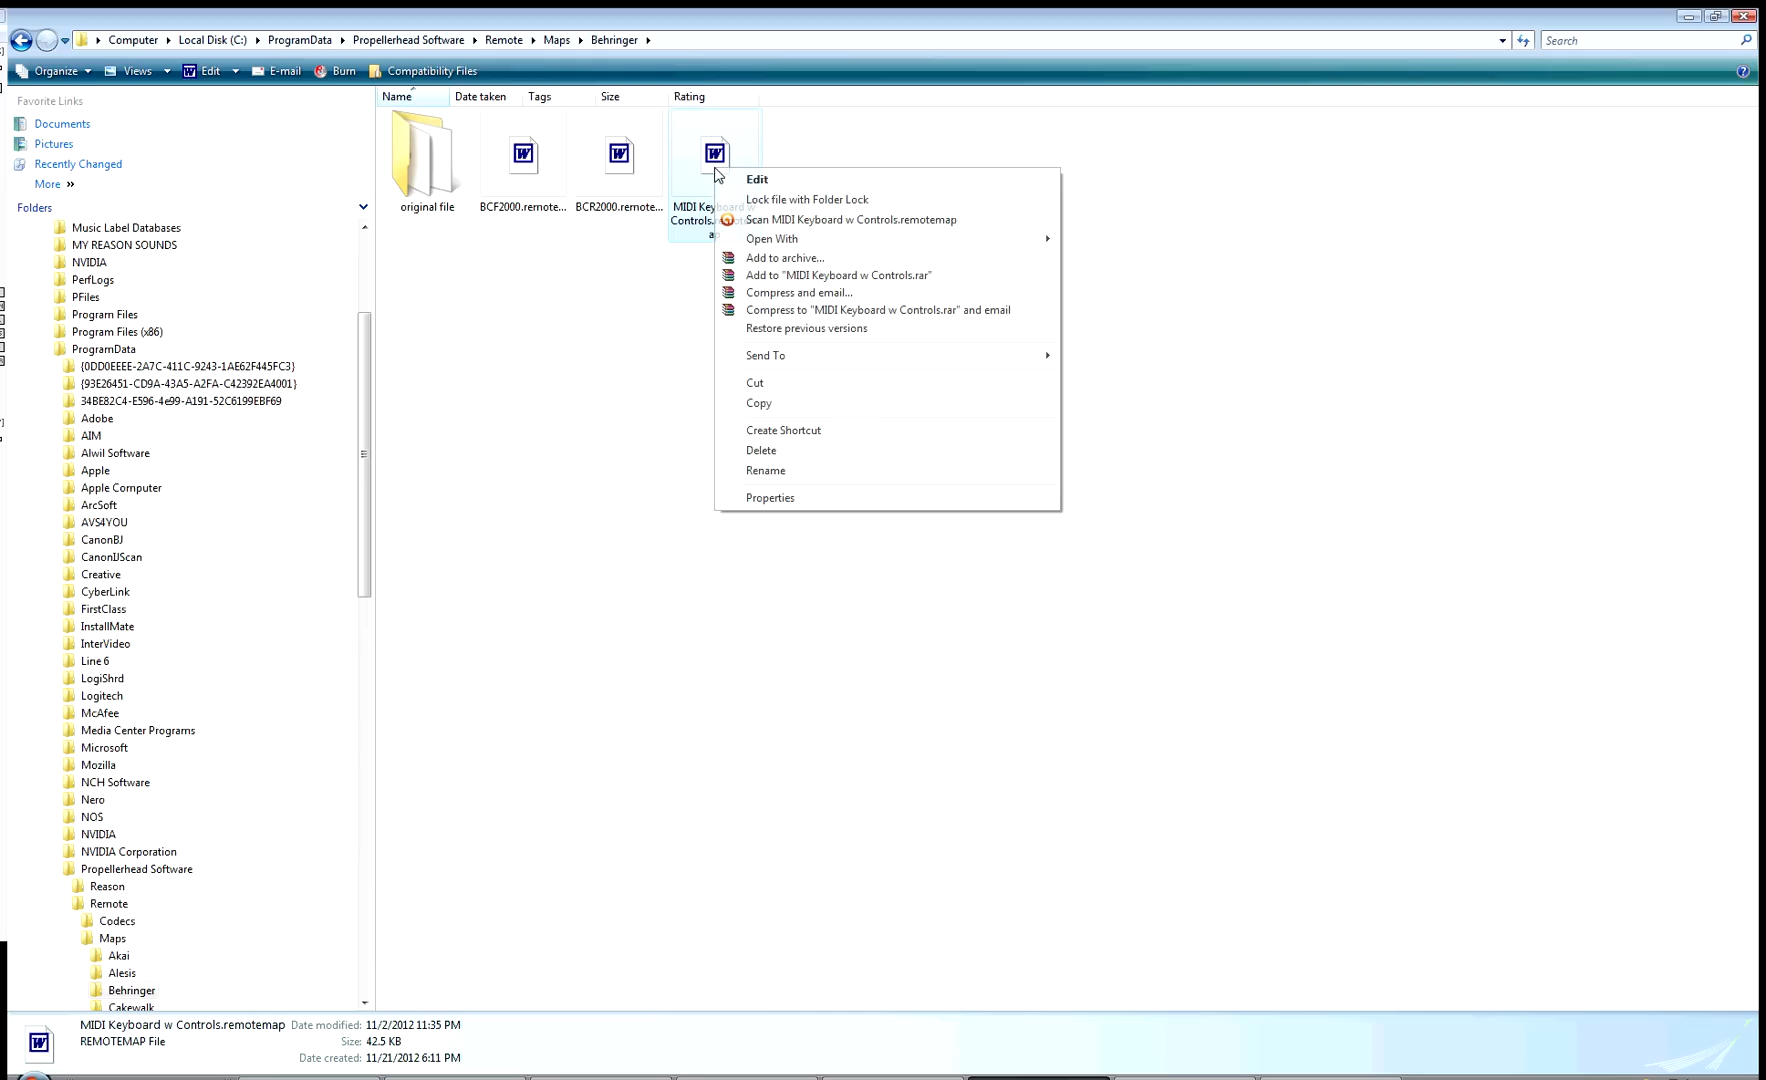 Computer ▸ Local Disk (C:) ▸ ProgramData ▸ Propellerhead Software ▸ Remote ▸ Maps ▸ Behringer ▸
Search
Organize Views Edit E-mail Burn Compatibility Files
Favorite Links
Documents
Pictures
Recently Changed
More »
Folders
Music Label Databases
MY REASON SOUNDS
NVIDIA
PerfLogs
PFiles
Program Files
Program Files (x86)
ProgramData
{0DD0EEEE-2A7C-411C-9243-1AE62F445FC3}
{93E26451-CD9A-43A5-A2FA-C42392EA4001}
34BE82C4-E596-4e99-A191-52C6199EBF69
Adobe
AIM
Alwil Software
Apple
Apple Computer
ArcSoft
AVS4YOU
CanonBJ
CanonIJScan
Creative
CyberLink
FirstClass
InstallMate
InterVideo
Line 6
LogiShrd
Logitech
McAfee
Media Center Programs
Microsoft
Mozilla
NCH Software
Nero
NOS
NVIDIA
NVIDIA Corporation
Propellerhead Software
Reason
Remote
Codecs
Maps
Akai
Alesis
Behringer
Cakewalk
Name Date taken Tags Size Rating
original file
BCF2000.remote...
BCR2000.remote...
MIDI Keyboard w
Controls.
Edit
Lock file with Folder Lock
Scan MIDI Keyboard w Controls.remotemap
Open With
Add to archive...
Add to "MIDI Keyboard w Controls.rar"
Compress and email...
Compress to "MIDI Keyboard w Controls.rar" and email
Restore previous versions
Send To
Cut
Copy
Create Shortcut
Delete
Rename
Properties
MIDI Keyboard w Controls.remotemap Date modified: 11/2/2012 11:35 PM
REMOTEMAP File Size: 42.5 KB
Date created: 11/21/2012 6:11 PM